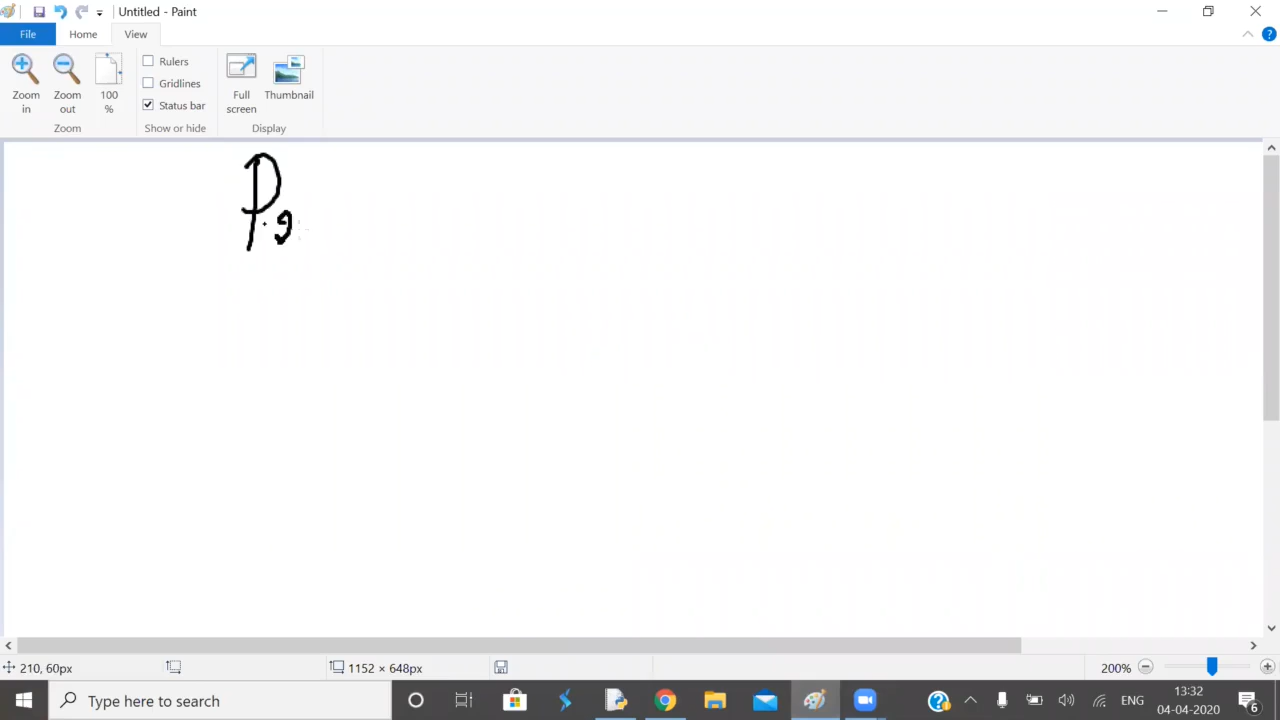 Untitled - Paint
File Home View
Zoom in
Zoom out
100 %
Rulers
Gridlines
Status bar
Full screen
Thumbnail
Zoom
Show or hide
Display
P
210, 60px
1152 × 648px
200%
Type here to search
ENG
13:32
04-04-2020
6